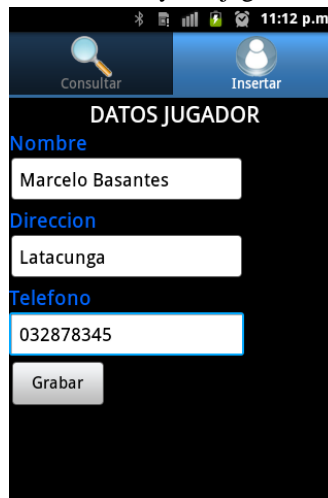 11:12 p.m
Consultar
Insertar
DATOS JUGADOR
Nombre
Marcelo Basantes
Direccion
Latacunga
Telefono
032878345
Grabar